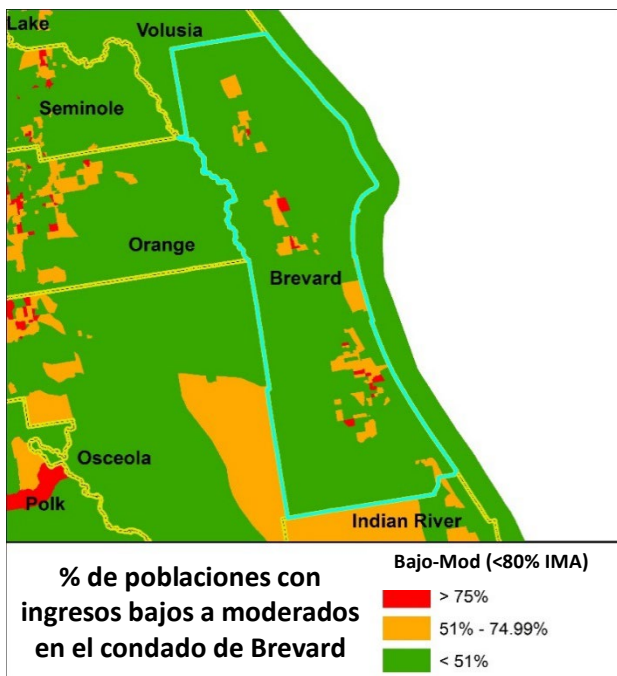 Lake
Volusia
Seminole
Orange
Brevard
Osceola
Polk
Indian River
% de poblaciones con
ingresos bajos a moderados
en el condado de Brevard
Bajo-Mod (<80% IMA)
> 75%
51% - 74.99%
< 51%